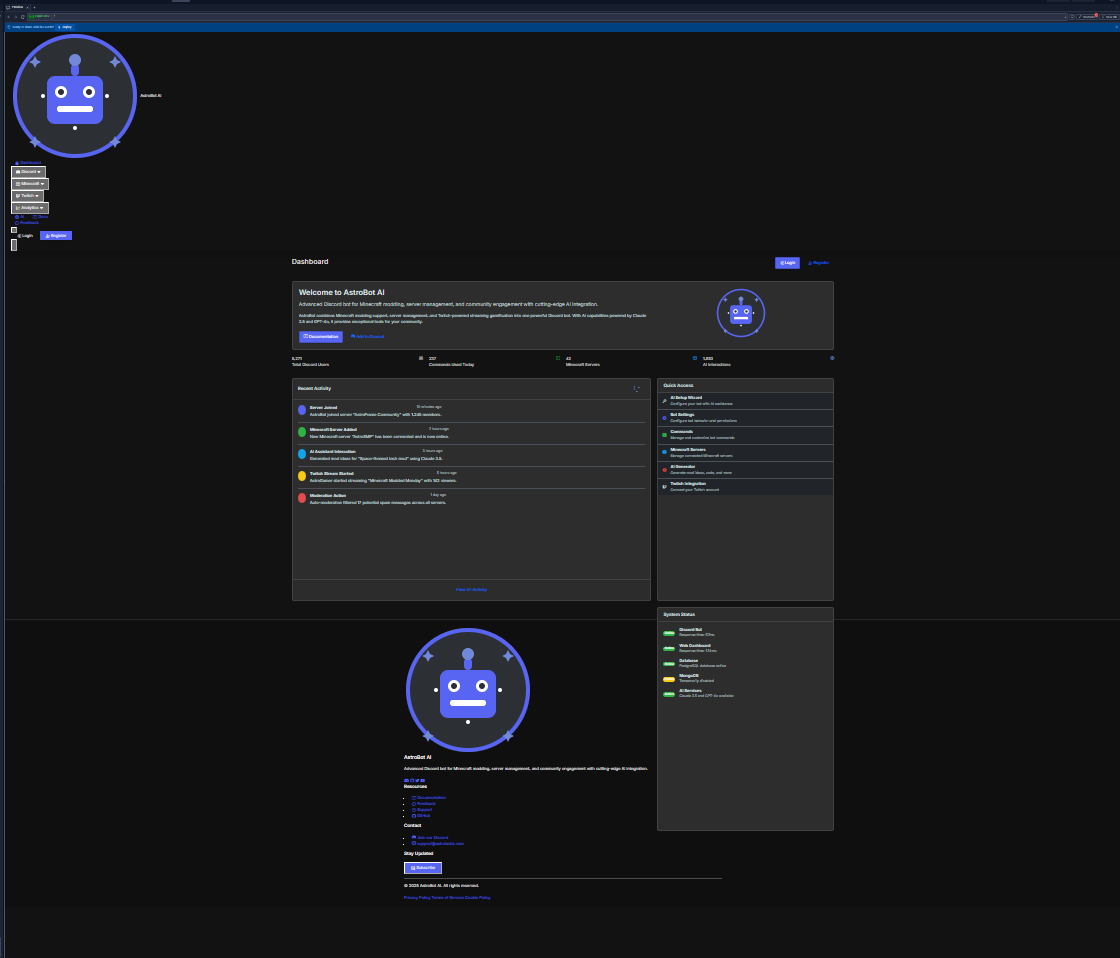 AstroBot AI
Dashboard
Discord
Minecraft
Twitch
Analytics
AI Docs
Feedback
Login Register
Dashboard
Login Register
Welcome to AstroBot AI
Advanced Discord bot for Minecraft modding, server management, and community engagement with cutting-edge AI integration.
AstroBot combines Minecraft modding support, server management, and Twitch-powered streaming gamification into one powerful Discord bot. With AI capabilities powered by Claude
3.5 and GPT-4o, it provides exceptional tools for your community.
Documentation Add to Discord
5,271 237 42 1,893
Total Discord Users Commands Used Today Minecraft Servers AI Interactions
Recent Activity
Server Joined 10 minutes ago
AstroBot joined server "AstroFrame Community" with 1,245 members.
Minecraft Server Added 2 hours ago
New Minecraft server "AstroSMP" has been connected and is now online.
AI Assistant Interaction 3 hours ago
Generated mod ideas for "Space-themed tech mod" using Claude 3.5.
Twitch Stream Started 5 hours ago
AstroGamer started streaming "Minecraft Modded Monday" with 143 viewers.
Moderation Action 1 day ago
Auto-moderation filtered 17 potential spam messages across all servers.
View All Activity
Quick Access
AI Setup Wizard
Configure your bot with AI assistance
Bot Settings
Configure bot behavior and permissions
Commands
Manage and customize bot commands
Minecraft Servers
Manage connected Minecraft servers
AI Generator
Generate mod ideas, code, and more
Twitch Integration
Connect your Twitch account
System Status
Discord Bot
Response time:
Web Dashboard
Response time:
Database
PostgreSQL database active
MongoDB
Temporarily disabled
AI Services
Claude 3.5 and GPT-4o available
AstroBot AI
Advanced Discord bot for Minecraft modding, server management, and community engagement with cutting-edge AI integration.
Resources
Documentation
Feedback
Support
GitHub
Contact
Join our Discord
Stay Updated
Subscribe
© 2025 AstroBot AI. All rights reserved.
Privacy Policy Terms of Service Cookie Policy